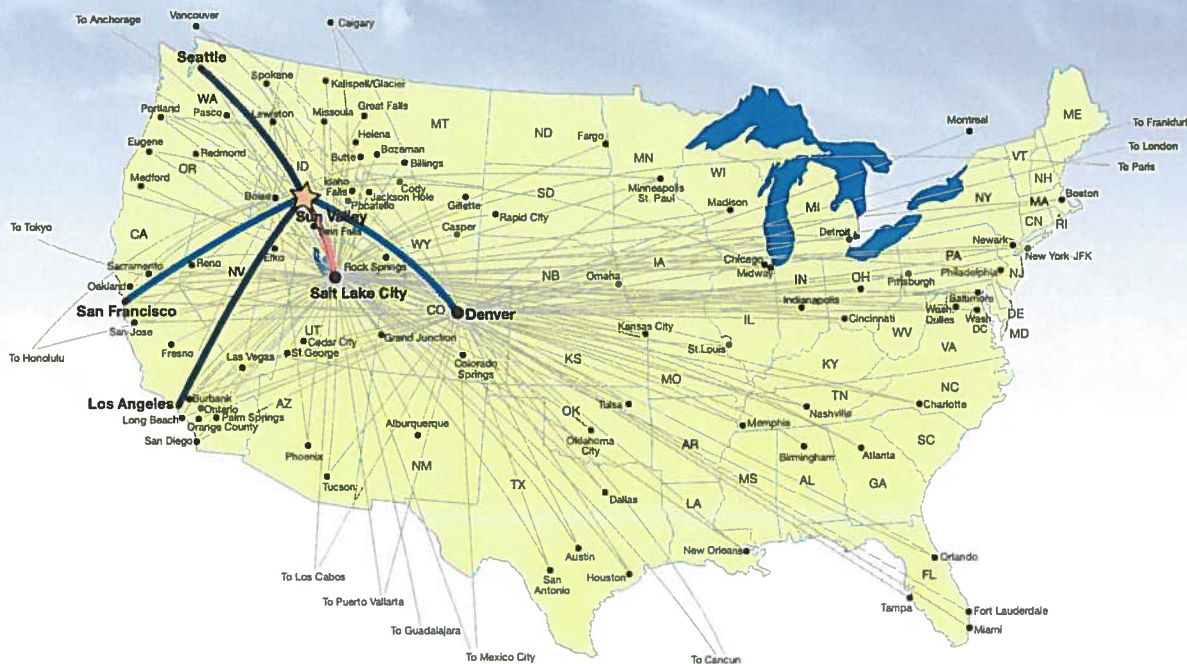 To Anchorage
Vancouver
Calgary
Seattle
Spokane
Kalispell/Glacier
WA
Portland
Pasco
Lewiston
Missoula
Great Falls
MT
ND
Fargo
Montreal
ME
To Frankfurt
Eugene
Redmond
Helena
Butte
Bozeman
Billings
MN
WI
VT
To London
To Paris
OR
ID
Medford
Boise
Idaho
Falls
Jackson Hole
Pocatello
Cody
Gillette
SD
Rapid City
Minneapolis
St. Paul
Madison
MI
NY
NH
MA
Boston
Sun Valley
Twin Falls
Casper
WY
CN
RI
To Tokyo
CA
Detroit
Newark
New York JFK
Sacramento
Reno
NV
Elko
Rock Springs
NB
Omaha
IA
Chicago
Midway
IN
OH
Pittsburgh
PA
Philadelphia
NJ
Oakland
Salt Lake City
San Francisco
San Jose
CO
Denver
Indianapolis
Cincinnati
Baltimore
Wash.
Dulles
Wash
DC
DE
MD
IL
WV
VA
To Honolulu
Fresno
UT
Cedar City
St.George
Las Vegas
Grand Junction
Colorado
Springs
KS
Kansas City
St.Louis
MO
KY
Los Angeles
Burbank
Ontario
Long Beach
Palm Springs
Orange County
San Diego
AZ
Alburquerque
OK
Tulsa
Oklahoma
City
TN
Nashville
Memphis
NC
Charlotte
Phoenix
Tucson
NM
TX
AR
Birmingham
Atlanta
SC
MS
AL
GA
Dallas
LA
Austin
San
Antonio
Houston
New Orleans
Orlando
FL
Tampa
Fort Lauderdale
Miami
To Los Cabos
To Puerto Vallarta
To Guadalajara
To Mexico City
To Cancun